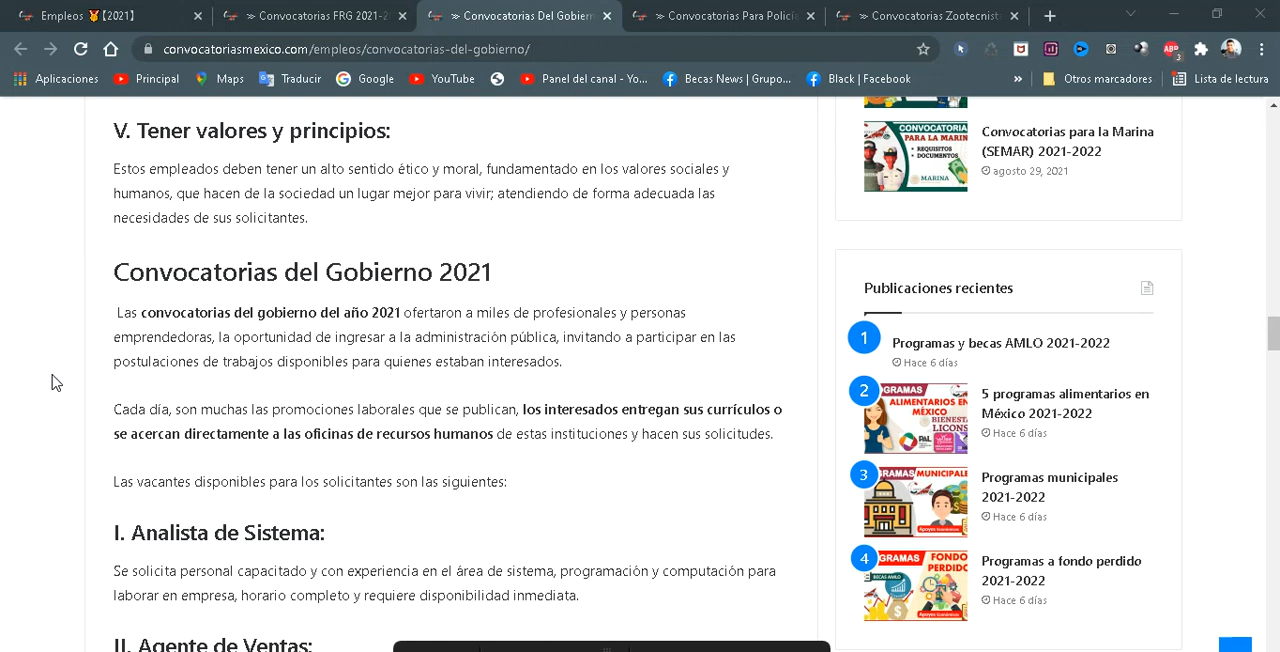 Empleos 🏅【2021】
≫ Convocatorias FRG 2021-2
≫ Convocatorias Del Gobiern
≫ Convocatorias Para Policía
≫ Convocatorias Zootecnist
convocatoriasmexico.com/empleos/convocatorias-del-gobierno/
Aplicaciones
Principal
Maps
Traducir
Google
YouTube
Panel del canal - Yo...
Becas News | Grupo...
Black | Facebook
»
Otros marcadores
Lista de lectura
V. Tener valores y principios:
Estos empleados deben tener un alto sentido ético y moral, fundamentado en los valores sociales y
humanos, que hacen de la sociedad un lugar mejor para vivir; atendiendo de forma adecuada las
necesidades de sus solicitantes.
Convocatorias del Gobierno 2021
Las convocatorias del gobierno del año 2021 ofertaron a miles de profesionales y personas
emprendedoras, la oportunidad de ingresar a la administración pública, invitando a participar en las
postulaciones de trabajos disponibles para quienes estaban interesados.
Cada día, son muchas las promociones laborales que se publican, los interesados entregan sus currículos o
se acercan directamente a las oficinas de recursos humanos de estas instituciones y hacen sus solicitudes.
Las vacantes disponibles para los solicitantes son las siguientes:
I. Analista de Sistema:
Se solicita personal capacitado y con experiencia en el área de sistema, programación y computación para
laborar en empresa, horario completo y requiere disponibilidad inmediata.
II. Agente de Ventas:
CONVOCATORIA
PARA LA MARIN
• REQUISITOS
• DOCUMENTOS
MARINA
Convocatorias para la Marina
(SEMAR) 2021-2022
agosto 29, 2021
Publicaciones recientes
1
Programas y becas AMLO 2021-2022
Hace 6 días
2
OGRAMAS
ALIMENTARIOS EN
MÉXICO
BIENESTA
LICONS
PAL
5 programas alimentarios en
México 2021-2022
Hace 6 días
3
GRAMAS MUNICIPALE
Programas municipales
2021-2022
Hace 6 días
4
GRAMAS FONDO
PERDIDO
BECAS AMLO
Programas a fondo perdido
2021-2022
Hace 6 días